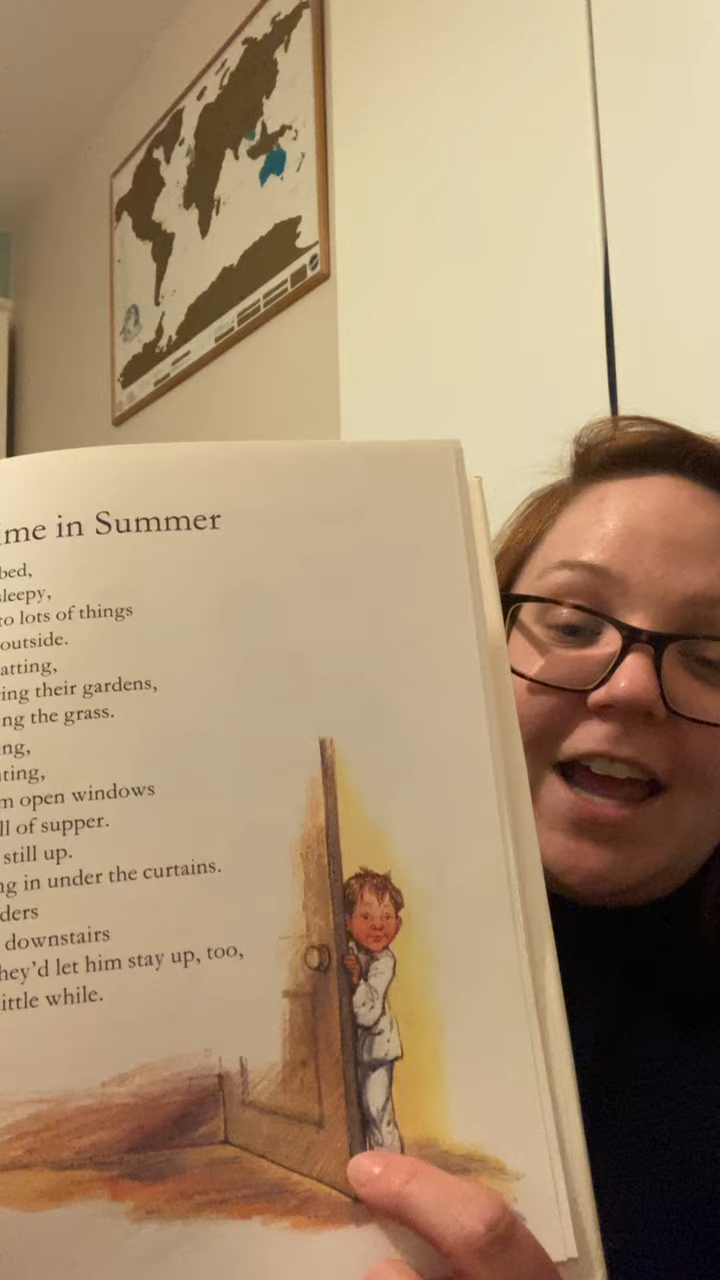 ime in Summer
bed,
sleepy,
to lots of things
outside.
atting,
ing their gardens,
ng the grass.
ng,
ting,
m open windows
ll of supper.
still up.
ng in under the curtains.
ders
downstairs
hey'd let him stay up, too,
ittle while.